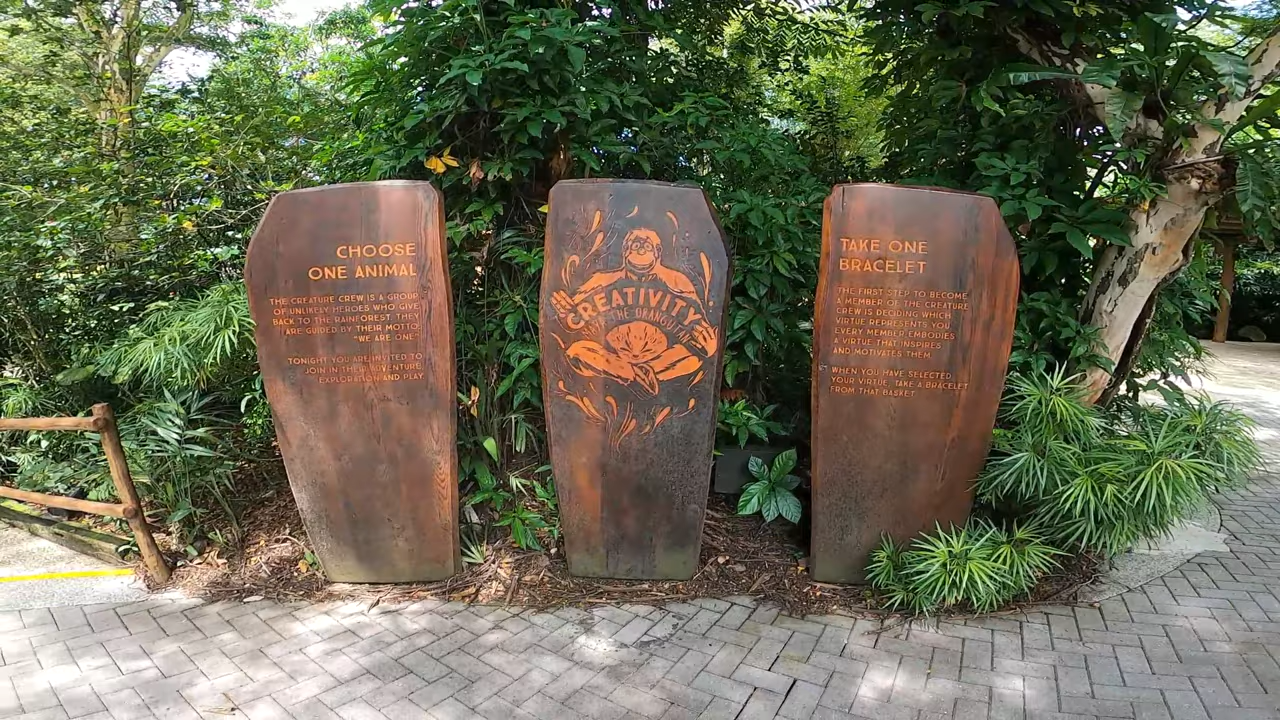 CHOOSE
ONE ANIMAL
THE CREATURE CREW IS A GROUP
OF UNLIKELY HEROES WHO GIVE
BACK TO THE RAINFOREST. THEY
ARE GUIDED BY THEIR MOTTO:
"WE ARE ONE"
TONIGHT YOU ARE INVITED TO
JOIN IN THEIR ADVENTURE,
EXPLORATION AND PLAY.
CREATIVITY
THE ORANGUTAN
TAKE ONE
BRACELET
THE FIRST STEP TO BECOME
A MEMBER OF THE CREATURE
CREW IS DECIDING WHICH
VIRTUE REPRESENTS YOU.
EVERY MEMBER EMBODIES
A VIRTUE THAT INSPIRES
AND MOTIVATES THEM.
WHEN YOU HAVE SELECTED
YOUR VIRTUE, TAKE A BRACELET
FROM THAT BASKET.